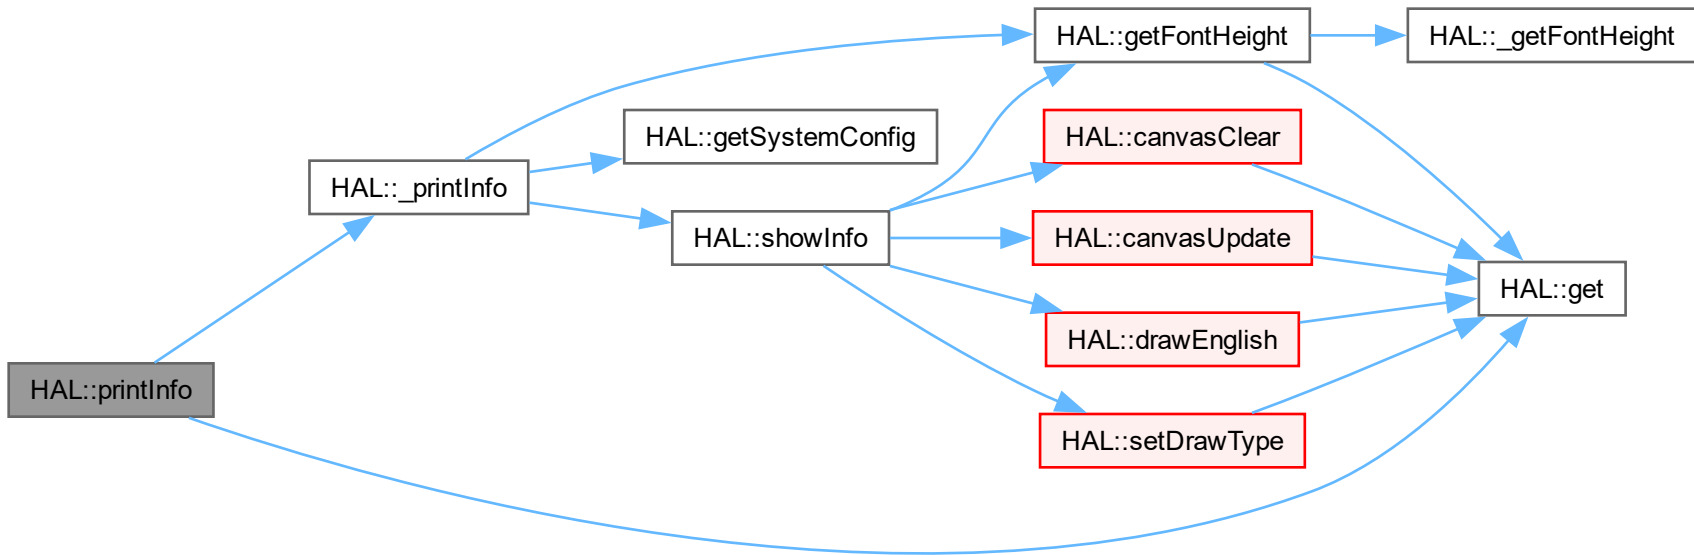 HAL::getFontHeight
HAL::_getFontHeight
HAL::getSystemConfig
HAL::canvasClear
HAL::_printInfo
HAL::showInfo
HAL::canvasUpdate
HAL::get
HAL::drawEnglish
HAL::printInfo
HAL::setDrawType